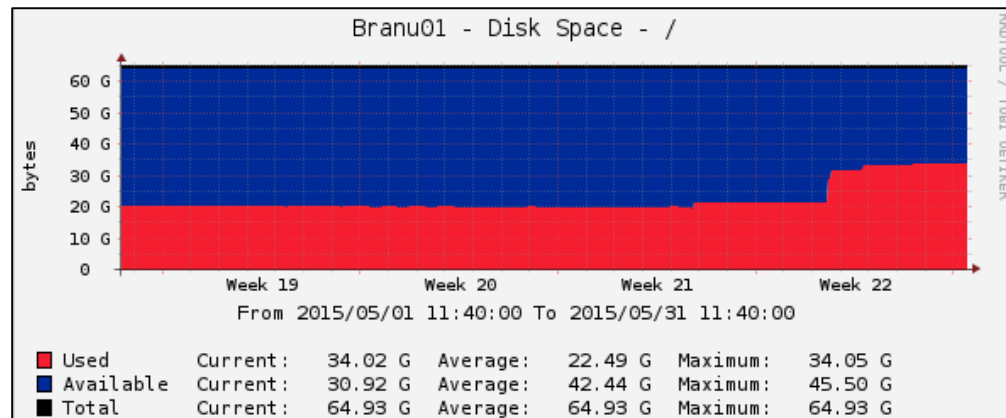 Branu01 - Disk Space - /
RRDTOOL / TOBI OETIKER
60 G
50 G
40 G
30 G
20 G
10 G
0
bytes
Week 19 Week 20 Week 21 Week 22
From 2015/05/01 11:40:00 To 2015/05/31 11:40:00
Used Current: 34.02 G Average: 22.49 G Maximum: 34.05 G
Available Current: 30.92 G Average: 42.44 G Maximum: 45.50 G
Total Current: 64.93 G Average: 64.93 G Maximum: 64.93 G